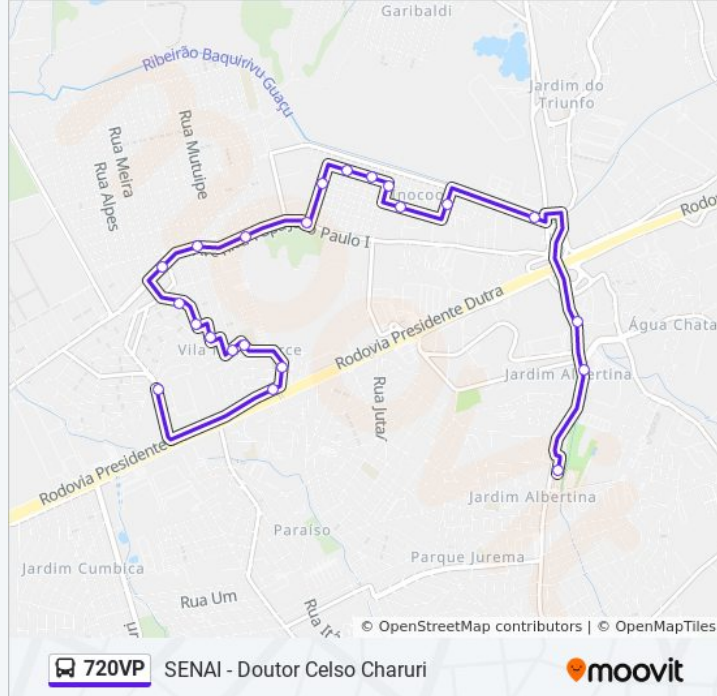 Garibaldi
Ribeirão Baquirivu Guaçu
Jardim do
Triunfo
Rua Meira
Rua Alpes
Rua Mutuipe
Rodovia Presidente Dutra
Água Chata
Vila
Jardim Albertina
Rua Jutaí
Rodovia Presidente
Jardim Albertina
Paraíso
Parque Jurema
Jardim Cumbica
Rua Um
© OpenStreetMap contributors | © OpenMapTiles
720VP
SENAI - Doutor Celso Charuri
moovit